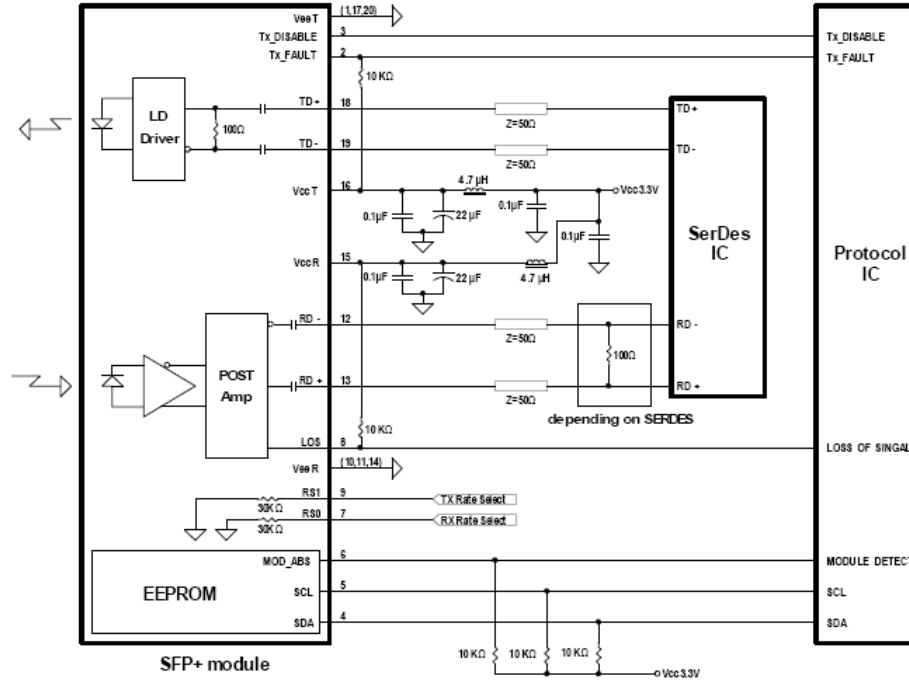 VeeT (1,17,20)
Tx_DISABLE 3 Tx_DISABLE
Tx_FAULT 2 Tx_FAULT
10 KΩ
LD
Driver
100Ω
TD+ 18 TD+
Z=50Ω
TD- 19 TD-
Z=50Ω
VccT 16
4.7 μH
Vcc3.3V
0.1μF
22 μF
0.1μF
0.1μF
SerDes
IC
Protocol
IC
VccR 15
0.1μF
22 μF
4.7 μH
RD - 12 RD -
Z=50Ω
100Ω
POST
Amp
RD + 13 RD+
Z=50Ω
depending on SERDES
10 KΩ
LOS 8 LOSS OF SINGAL
VeeR (10,11,14)
RS1 9 TX Rate Select
30KΩ
RS0 7 RX Rate Select
30KΩ
EEPROM
MOD_ABS 6 MODULE DETECT
SCL 5 SCL
SDA 4 SDA
10 KΩ 10 KΩ 10 KΩ
Vcc3.3V
SFP+ module